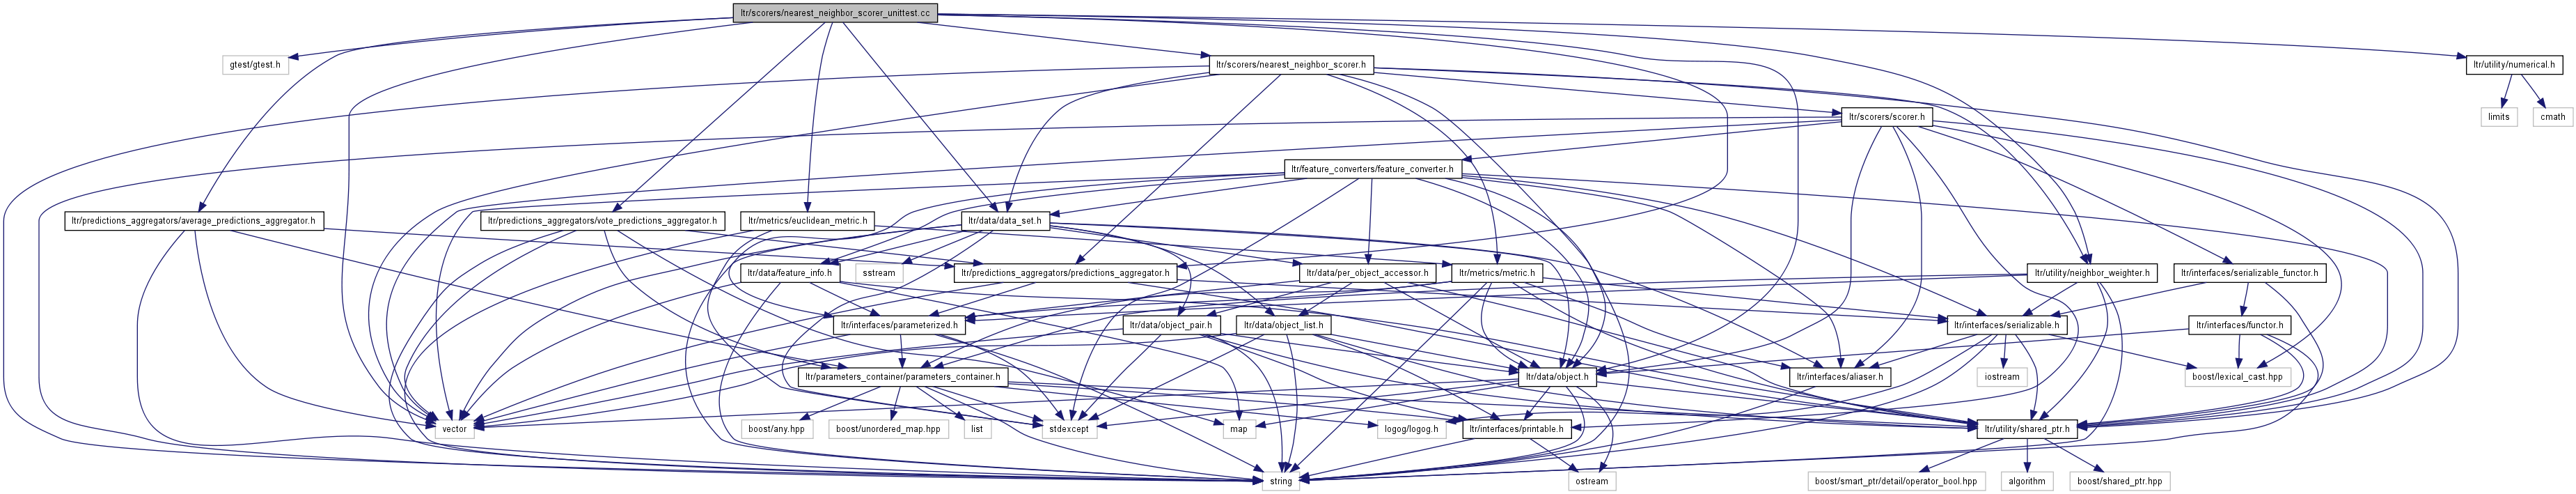 ltr/scorers/nearest_neighbor_scorer_unittest.cc
gtest/gtest.h
ltr/scorers/nearest_neighbor_scorer.h
ltr/utility/numerical.h
ltr/scorers/scorer.h
limits
cmath
ltr/feature_converters/feature_converter.h
ltr/predictions_aggregators/average_predictions_aggregator.h
ltr/predictions_aggregators/vote_predictions_aggregator.h
ltr/metrics/euclidean_metric.h
ltr/data/data_set.h
ltr/data/feature_info.h
sstream
ltr/predictions_aggregators/predictions_aggregator.h
ltr/data/per_object_accessor.h
ltr/metrics/metric.h
ltr/utility/neighbor_weighter.h
ltr/interfaces/serializable_functor.h
ltr/interfaces/parameterized.h
ltr/data/object_pair.h
ltr/data/object_list.h
ltr/interfaces/serializable.h
ltr/interfaces/functor.h
ltr/parameters_container/parameters_container.h
ltr/data/object.h
ltr/interfaces/aliaser.h
iostream
boost/lexical_cast.hpp
vector
boost/any.hpp
boost/unordered_map.hpp
list
stdexcept
map
logog/logog.h
ltr/interfaces/printable.h
ltr/utility/shared_ptr.h
string
ostream
boost/smart_ptr/detail/operator_bool.hpp
algorithm
boost/shared_ptr.hpp